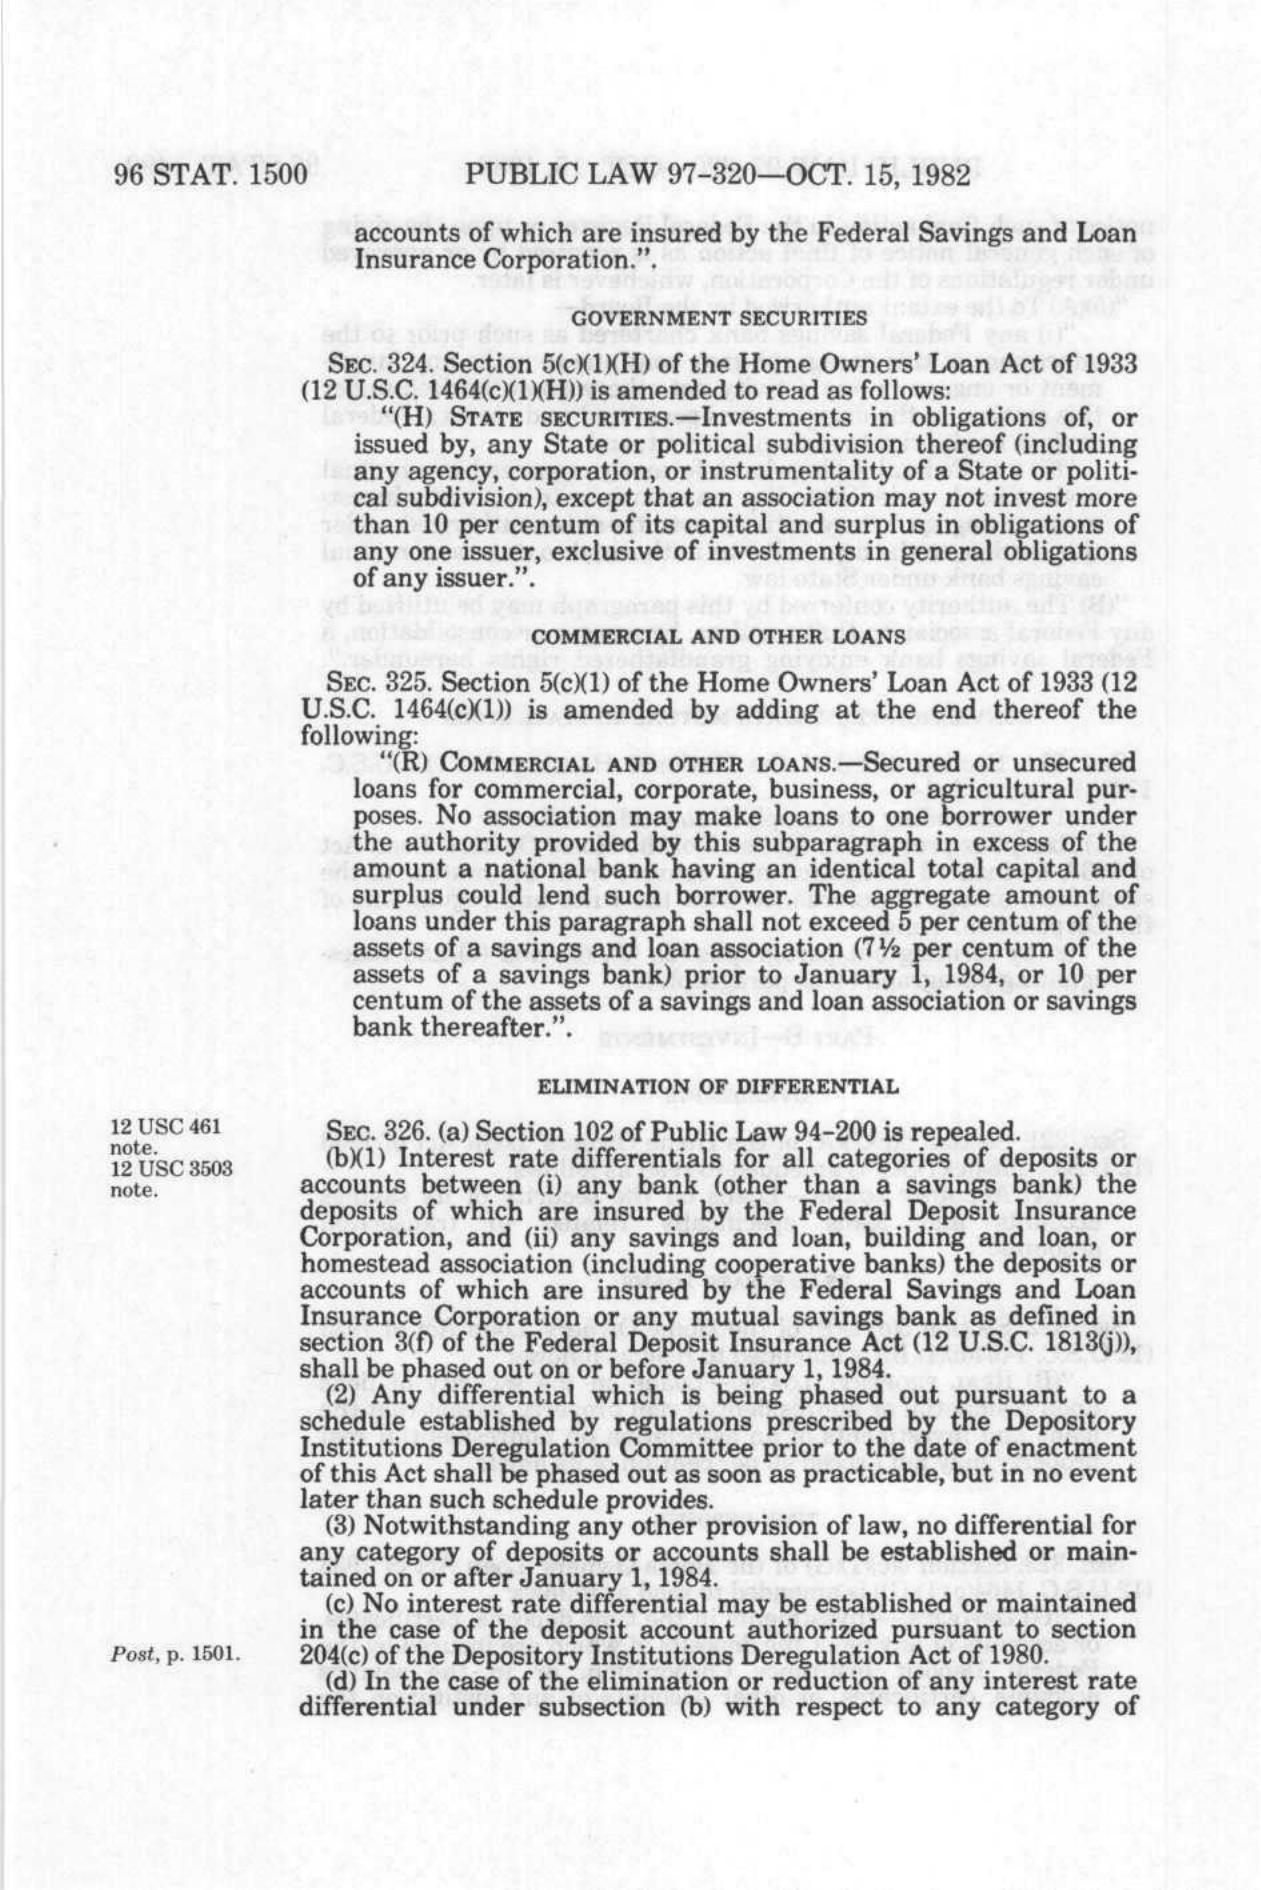 96 STAT. 1500 PUBLIC LAW 97-320—OCT. 15, 1982
accounts of which are insured by the Federal Savings and Loan
Insurance Corporation.”.
GOVERNMENT SECURITIES
SEC. 324. Section 5(c)(1)(H) of the Home Owners’ Loan Act of 1933
(12 U.S.C. 1464(c)(1)(H)) is amended to read as follows:
“(H) STATE SECURITIES.—Investments in obligations of, or
issued by, any State or political subdivision thereof (including
any agency, corporation, or instrumentality of a State or politi-
cal subdivision), except that an association may not invest more
than 10 per centum of its capital and surplus in obligations of
any one issuer, exclusive of investments in general obligations
of any issuer.”.
COMMERCIAL AND OTHER LOANS
SEC. 325. Section 5(c)(1) of the Home Owners’ Loan Act of 1933 (12
U.S.C. 1464(c)(1)) is amended by adding at the end thereof the
following:
“(R) COMMERCIAL AND OTHER LOANS.—Secured or unsecured
loans for commercial, corporate, business, or agricultural pur-
poses. No association may make loans to one borrower under
the authority provided by this subparagraph in excess of the
amount a national bank having an identical total capital and
surplus could lend such borrower. The aggregate amount of
loans under this paragraph shall not exceed 5 per centum of the
assets of a savings and loan association (7½ per centum of the
assets of a savings bank) prior to January 1, 1984, or 10 per
centum of the assets of a savings and loan association or savings
bank thereafter.”.
ELIMINATION OF DIFFERENTIAL
12 USC 461
note.
12 USC 3503
note.
SEC. 326. (a) Section 102 of Public Law 94-200 is repealed.
(b)(1) Interest rate differentials for all categories of deposits or
accounts between (i) any bank (other than a savings bank) the
deposits of which are insured by the Federal Deposit Insurance
Corporation, and (ii) any savings and loan, building and loan, or
homestead association (including cooperative banks) the deposits or
accounts of which are insured by the Federal Savings and Loan
Insurance Corporation or any mutual savings bank as defined in
section 3(f) of the Federal Deposit Insurance Act (12 U.S.C. 1813(j)),
shall be phased out on or before January 1, 1984.
(2) Any differential which is being phased out pursuant to a
schedule established by regulations prescribed by the Depository
Institutions Deregulation Committee prior to the date of enactment
of this Act shall be phased out as soon as practicable, but in no event
later than such schedule provides.
(3) Notwithstanding any other provision of law, no differential for
any category of deposits or accounts shall be established or main-
tained on or after January 1, 1984.
(c) No interest rate differential may be established or maintained
in the case of the deposit account authorized pursuant to section
Post, p. 1501. 204(c) of the Depository Institutions Deregulation Act of 1980.
(d) In the case of the elimination or reduction of any interest rate
differential under subsection (b) with respect to any category of